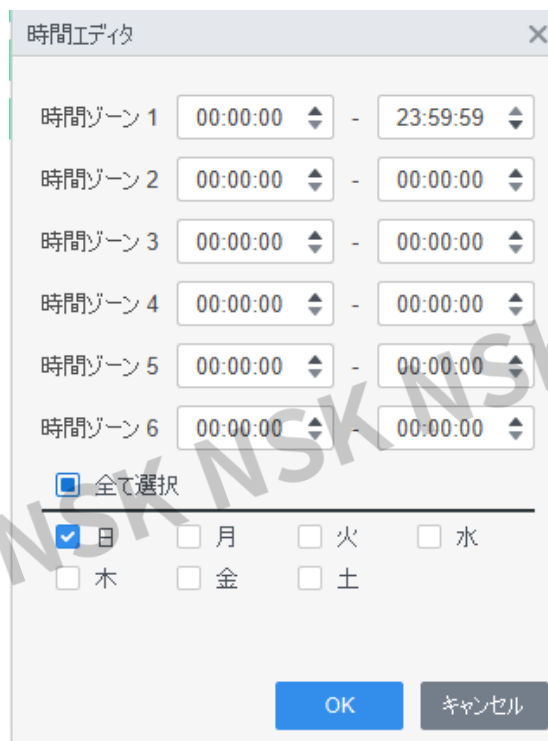 時間エディタ
時間ゾーン 1 00:00:00 - 23:59:59
時間ゾーン 2 00:00:00 - 00:00:00
時間ゾーン 3 00:00:00 - 00:00:00
時間ゾーン 4 00:00:00 - 00:00:00
時間ゾーン 5 00:00:00 - 00:00:00
時間ゾーン 6 00:00:00 - 00:00:00
全て選択
日 月 火 水
木 金 土
OK キャンセル
NSK NSK NSK NSK